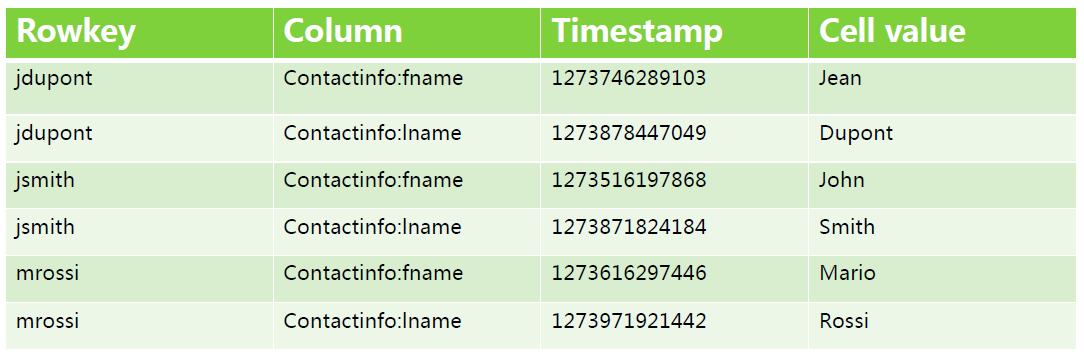 Rowkey Column Timestamp Cell value
jdupont Contactinfo:fname 1273746289103 Jean
jdupont Contactinfo:lname 1273878447049 Dupont
jsmith Contactinfo:fname 1273516197868 John
jsmith Contactinfo:lname 1273871824184 Smith
mrossi Contactinfo:fname 1273616297446 Mario
mrossi Contactinfo:lname 1273971921442 Rossi